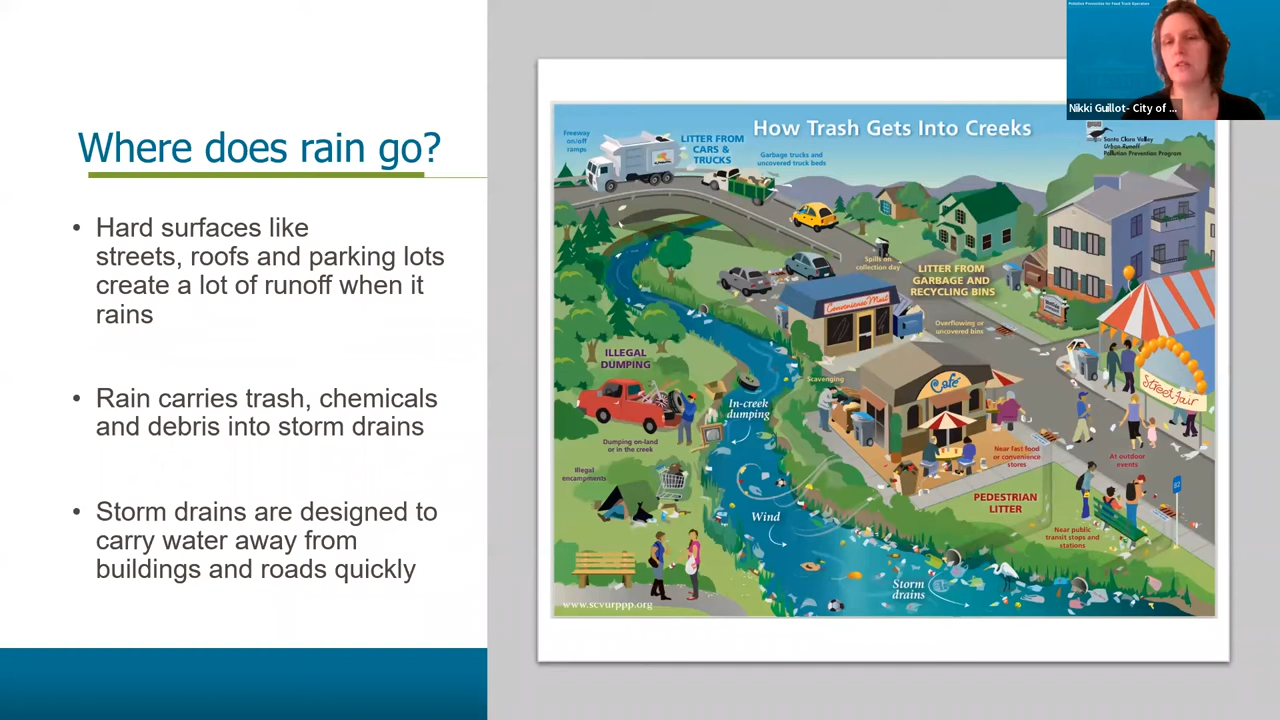 Where does rain go?
• Hard surfaces like
streets, roofs and parking lots
create a lot of runoff when it
rains
• Rain carries trash, chemicals
and debris into storm drains
• Storm drains are designed to
carry water away from
buildings and roads quickly
Pollution Prevention for Food Truck Operators
Nikki Guillot- City of ...
How Trash Gets Into Creeks
Santa Clara Valley
Urban Runoff
Pollution Prevention Program
Freeway
on/off
ramps
LITTER FROM
CARS &
TRUCKS
Garbage trucks and
uncovered truck beds
Spills on
collection day
LITTER FROM
GARBAGE AND
RECYCLING BINS
Overflowing or
uncovered bins
Convenience Mart
ILLEGAL
DUMPING
Scavenging
Café
Street Fair
In-creek
dumping
Dumping on-land
or in the creek
Near fast food
or convenience
stores
At outdoor
events
Illegal
encampments
PEDESTRIAN
LITTER
Wind
Near public
transit stops and
stations
Storm
drains
www.scvurppp.org